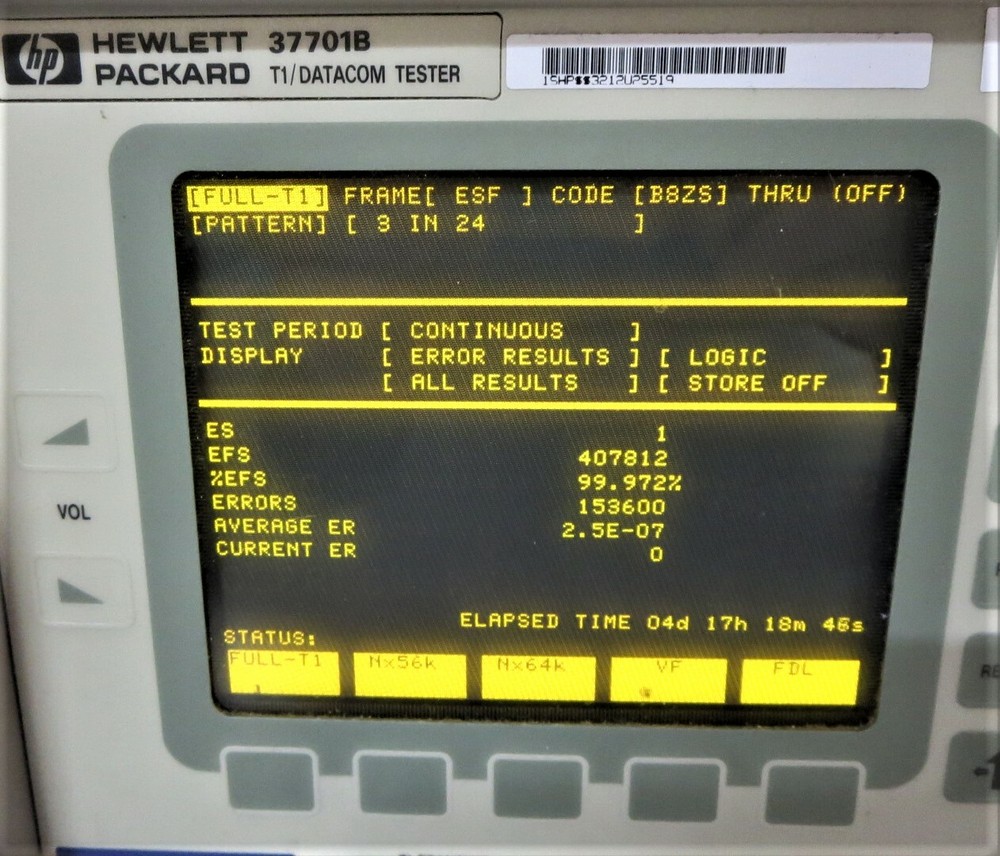 hp HEWLETT PACKARD 37701B
T1/DATACOM TESTER
[FULL-T1] FRAME[ ESF ] CODE [B8ZS] THRU (OFF)
[PATTERN] [ 3 IN 24 ]
TEST PERIOD [ CONTINUOUS ]
DISPLAY [ ERROR RESULTS ] [ LOGIC ]
[ ALL RESULTS ] [ STORE OFF ]
ES 1
EFS 407812
%EFS 99.972%
ERRORS 153600
AVERAGE ER 2.5E-07
CURRENT ER 0
ELAPSED TIME 04d 17h 18m 46s
STATUS:
FULL-T1 Nx56k Nx64k VF FDL
VOL